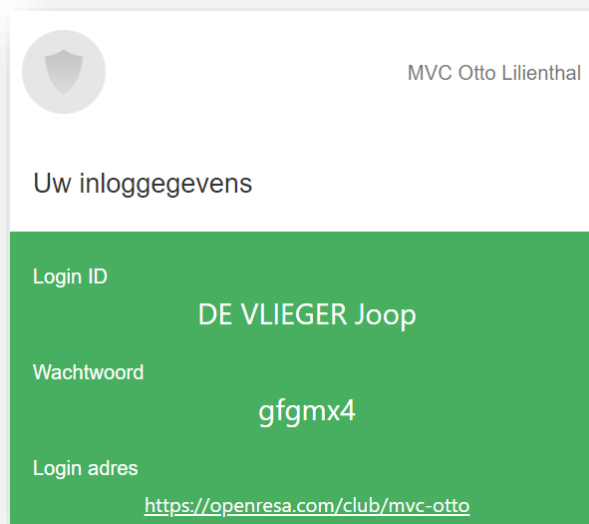 MVC Otto Lilienthal
Uw inloggegevens
Login ID
DE VLIEGER Joop
Wachtwoord
gfgmx4
Login adres
https://openresa.com/club/mvc-otto